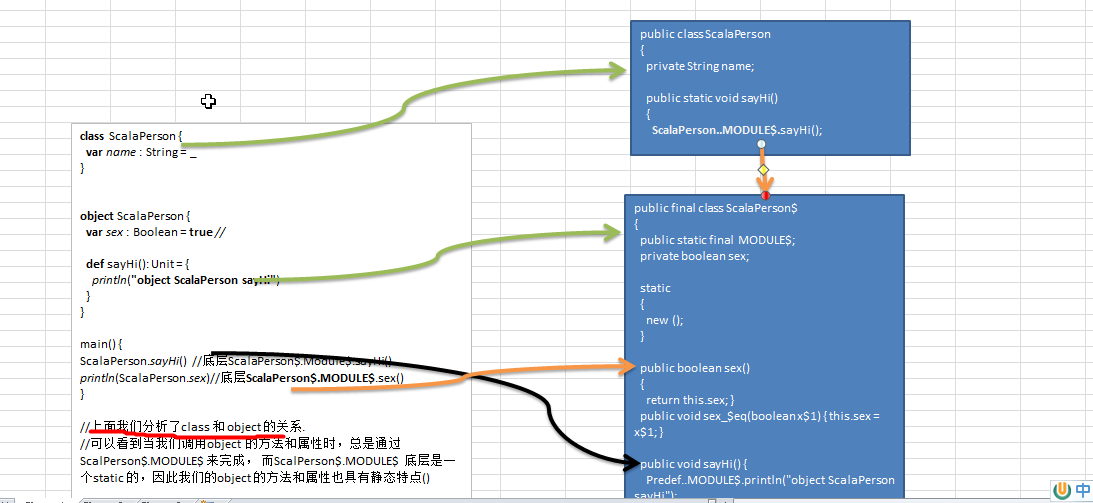 class ScalaPerson {
var name : String = _
}
object ScalaPerson {
var sex : Boolean = true //
def sayHi(): Unit = {
println("object ScalaPerson sayHi")
}
}
main() {
ScalaPerson.sayHi() //底层ScalaPerson$.Module$.sayHi()
println(ScalaPerson.sex)//底层ScalaPerson$.MODULE$.sex()
}
//上面我们分析了class 和 object 的关系.
//可以看到当我们调用object 的方法和属性时，总是通过
ScalPerson$.MODULE$ 来完成， 而ScalPerson$.MODULE$ 底层是一
个static 的，因此我们的object 的方法和属性也具有静态特点()
public class ScalaPerson
{
private String name;
public static void sayHi()
{
ScalaPerson..MODULE$.sayHi();
public final class ScalaPerson$
{
public static final MODULE$;
private boolean sex;
static
{
new ();
}
public boolean sex()
{
return this.sex; }
public void sex_$eq(boolean x$1) { this.sex =
x$1; }
public void sayHi() {
Predef..MODULE$.println("object ScalaPerson
sayHi");
中